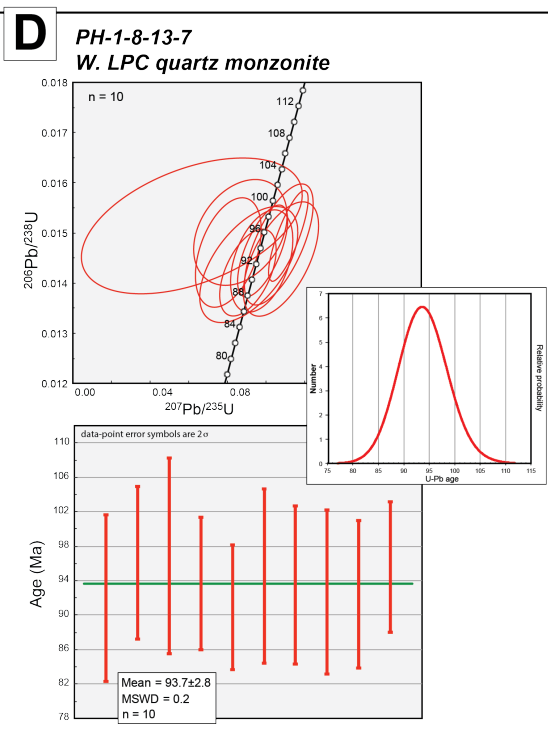 D
PH-1-8-13-7
W. LPC quartz monzonite
n = 10
0.018
0.017
0.016
0.015
0.014
0.013
0.012
206Pb/238U
112
108
104
100
96
92
88
84
80
0.00 0.04 0.08
207Pb/235U
7
6
5
4
3
2
1
0
Number
Relative probability
75 80 85 90 95 100 105 110 115
U-Pb age
data-point error symbols are 2σ
110
106
102
98
94
90
86
82
78
Age (Ma)
Mean = 93.7±2.8
MSWD = 0.2
n = 10